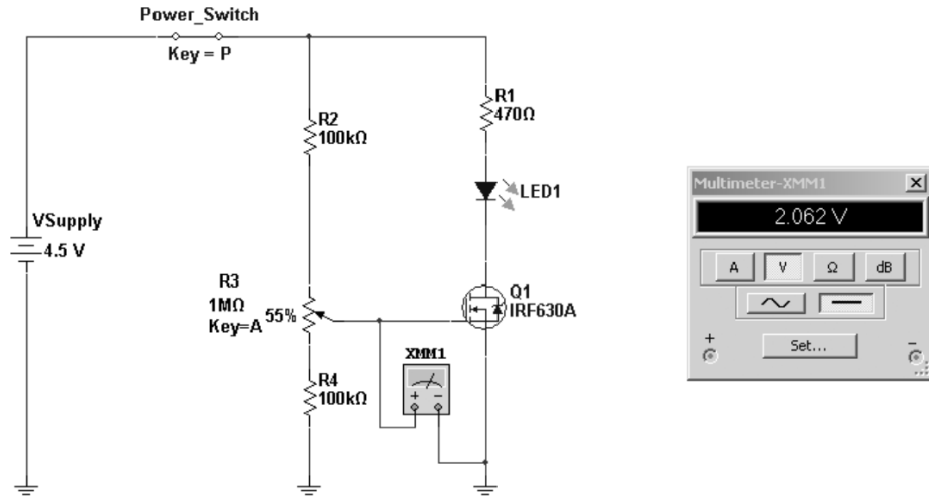 Power_Switch
Key = P
R1
470Ω
R2
100kΩ
LED1
VSupply
4.5 V
R3
1MΩ
Key=A
55%
Q1
IRF630A
XMM1
+ -
R4
100kΩ
Multimeter-XMM1
2.062 V
A V Ω dB
Set...
+ -